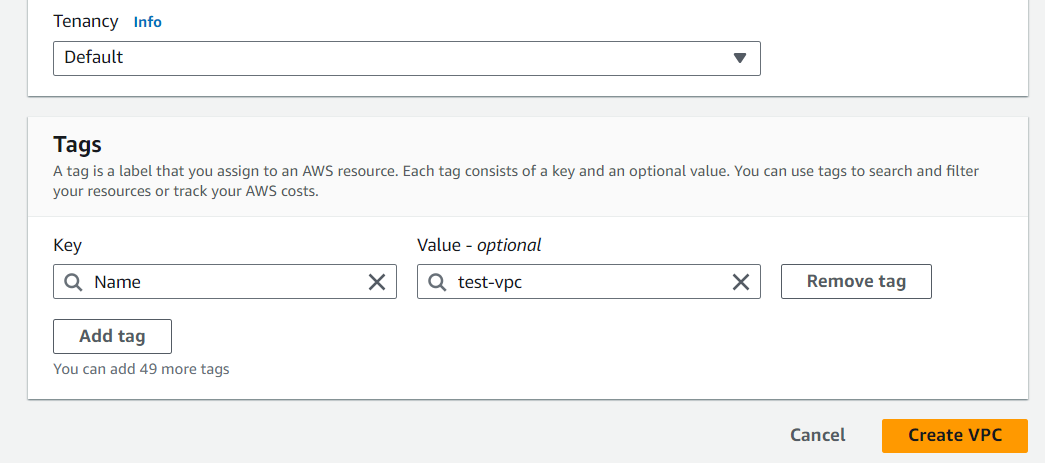 Tenancy Info
Default
Tags
A tag is a label that you assign to an AWS resource. Each tag consists of a key and an optional value. You can use tags to search and filter
your resources or track your AWS costs.
Key Value - optional
Name test-vpc Remove tag
Add tag
You can add 49 more tags
Cancel Create VPC